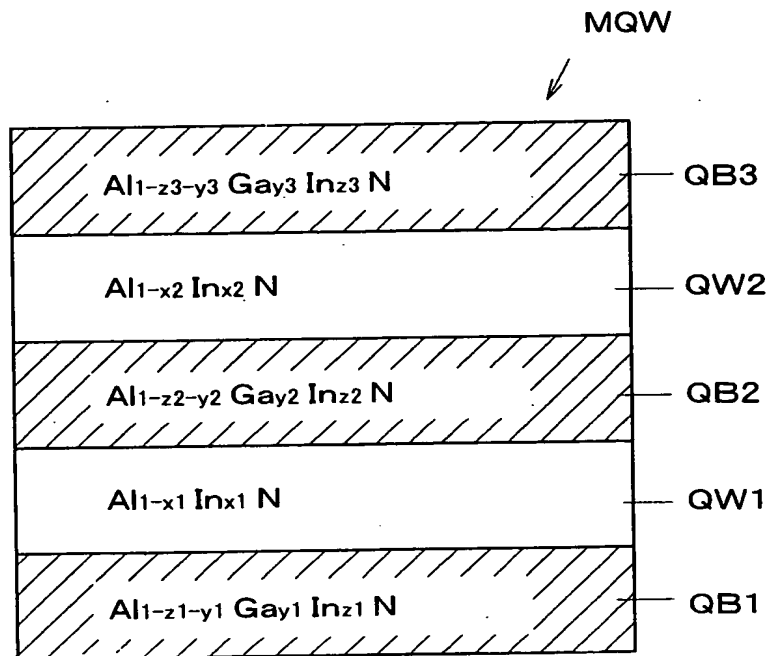 MQW
Al1-z3-y3 Gay3 Inz3 N QB3
Al1-x2 Inx2 N QW2
Al1-z2-y2 Gay2 Inz2 N QB2
Al1-x1 Inx1 N QW1
Al1-z1-y1 Gay1 Inz1 N QB1